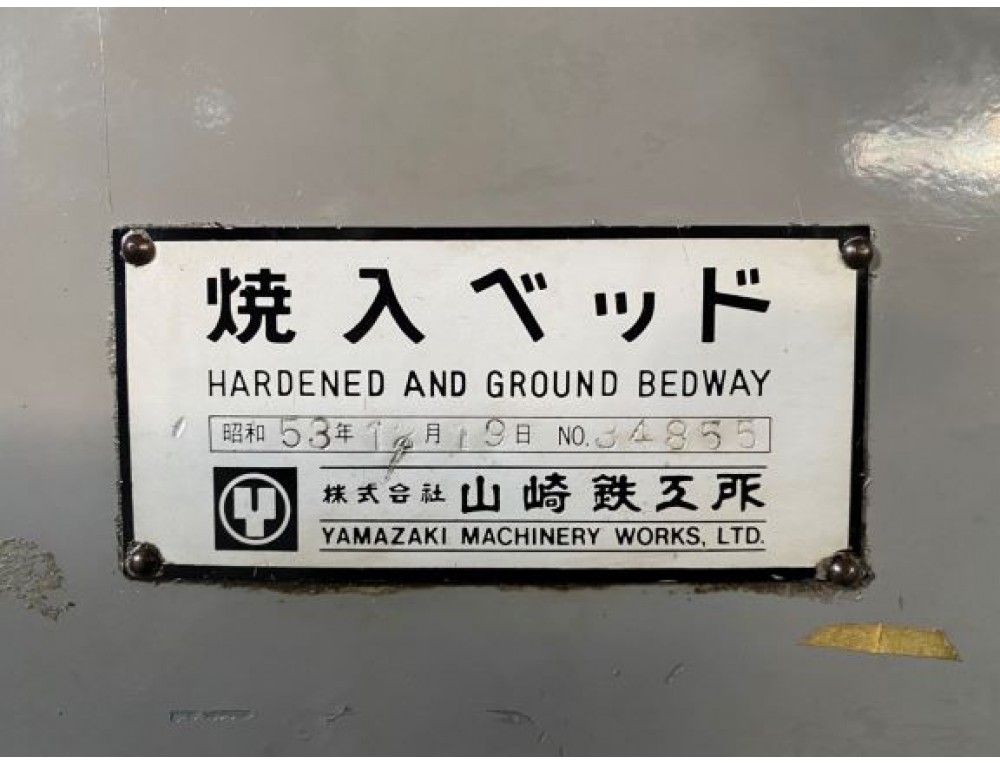 焼入ベッド
HARDENED AND GROUND BEDWAY
昭和 53年 月19日 NO. 34855
株式会社 山崎鉄工所
YAMAZAKI MACHINERY WORKS, LTD.